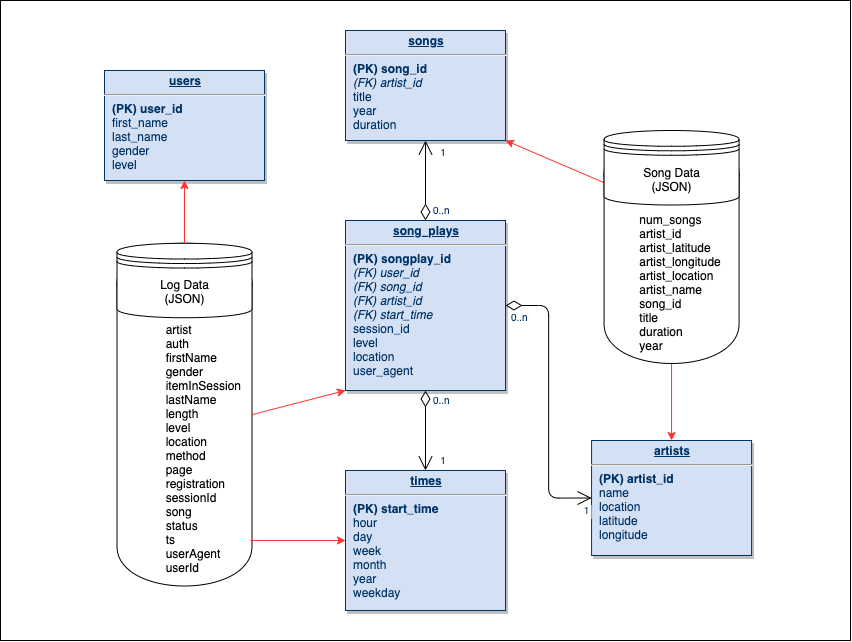 songs
(PK) song_id
(FK) artist_id
title
year
duration
users
(PK) user_id
first_name
last_name
gender
level
1
0..n
song_plays
(PK) songplay_id
(FK) user_id
(FK) song_id
(FK) artist_id
(FK) start_time
session_id
level
location
user_agent
0..n
0..n
1
1
Song Data
(JSON)
num_songs
artist_id
artist_latitude
artist_longitude
artist_location
artist_name
song_id
title
duration
year
Log Data
(JSON)
artist
auth
firstName
gender
itemInSession
lastName
length
level
location
method
page
registration
sessionId
song
status
ts
userAgent
userId
times
(PK) start_time
hour
day
week
month
year
weekday
artists
(PK) artist_id
name
location
latitude
longitude